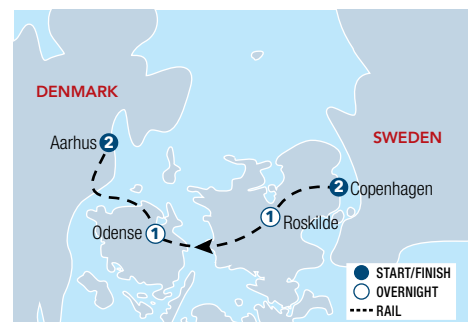 DENMARK
SWEDEN
Aarhus 2
2 Copenhagen
1 Roskilde
Odense 1
START/FINISH
OVERNIGHT
RAIL